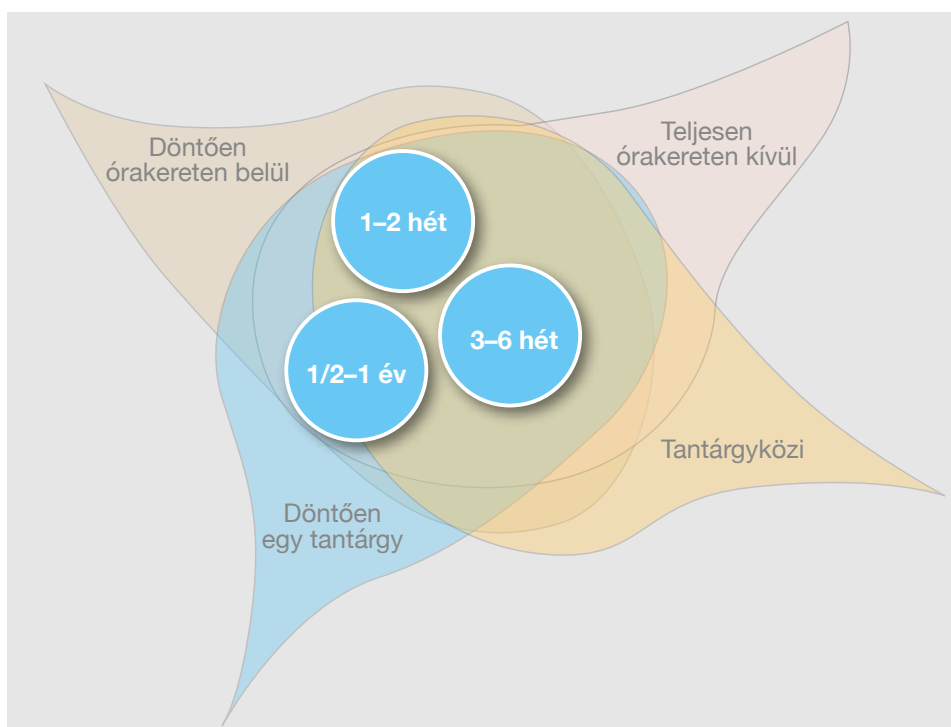 Döntően
órakereten belül
Teljesen
órakereten kívül
1–2 hét
3–6 hét
1/2–1 év
Tantárgyközi
Döntően
egy tantárgy